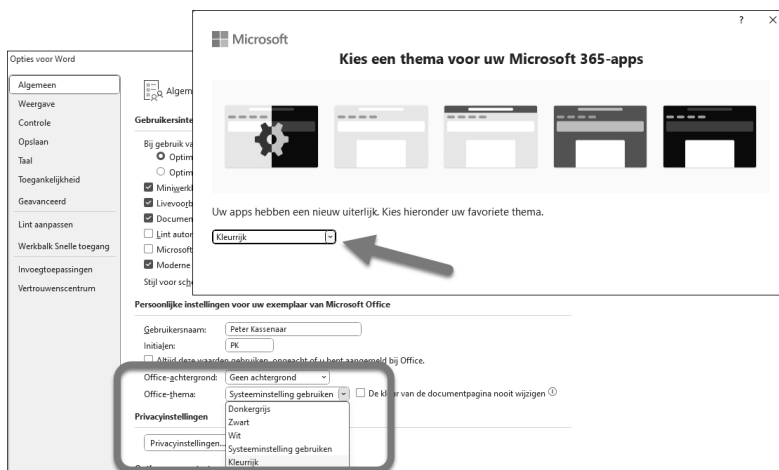 ? ×
Microsoft
Kies een thema voor uw Microsoft 365-apps
Uw apps hebben een nieuw uiterlijk. Kies hieronder uw favoriete thema.
Kleurrijk
Opties voor Word
Algemeen
Weergave
Controle
Opslaan
Taal
Toegankelijkheid
Geavanceerd
Lint aanpassen
Werkbalk Snelle toegang
Invoegtoepassingen
Vertrouwenscentrum
Algem
Gebruikersinte
Bij gebruik va
Optim
Optim
Miniwerkl
Livevoorb
Documen
Lint autor
Microsoft
Moderne
Stijl voor sch
Persoonlijke instellingen voor uw exemplaar van Microsoft Office
Gebruikersnaam: Peter Kassenaar
Initialen: PK
Altijd deze waarden gebruiken, ongeacht of u bent aangemeld bij Office.
Office-achtergrond: Geen achtergrond
Office-thema: Systeeminstelling gebruiken De kleur van de documentpagina nooit wijzigen
Donkergrijs
Zwart
Wit
Systeeminstelling gebruiken
Kleurrijk
Privacyinstellingen
Privacyinstellingen...